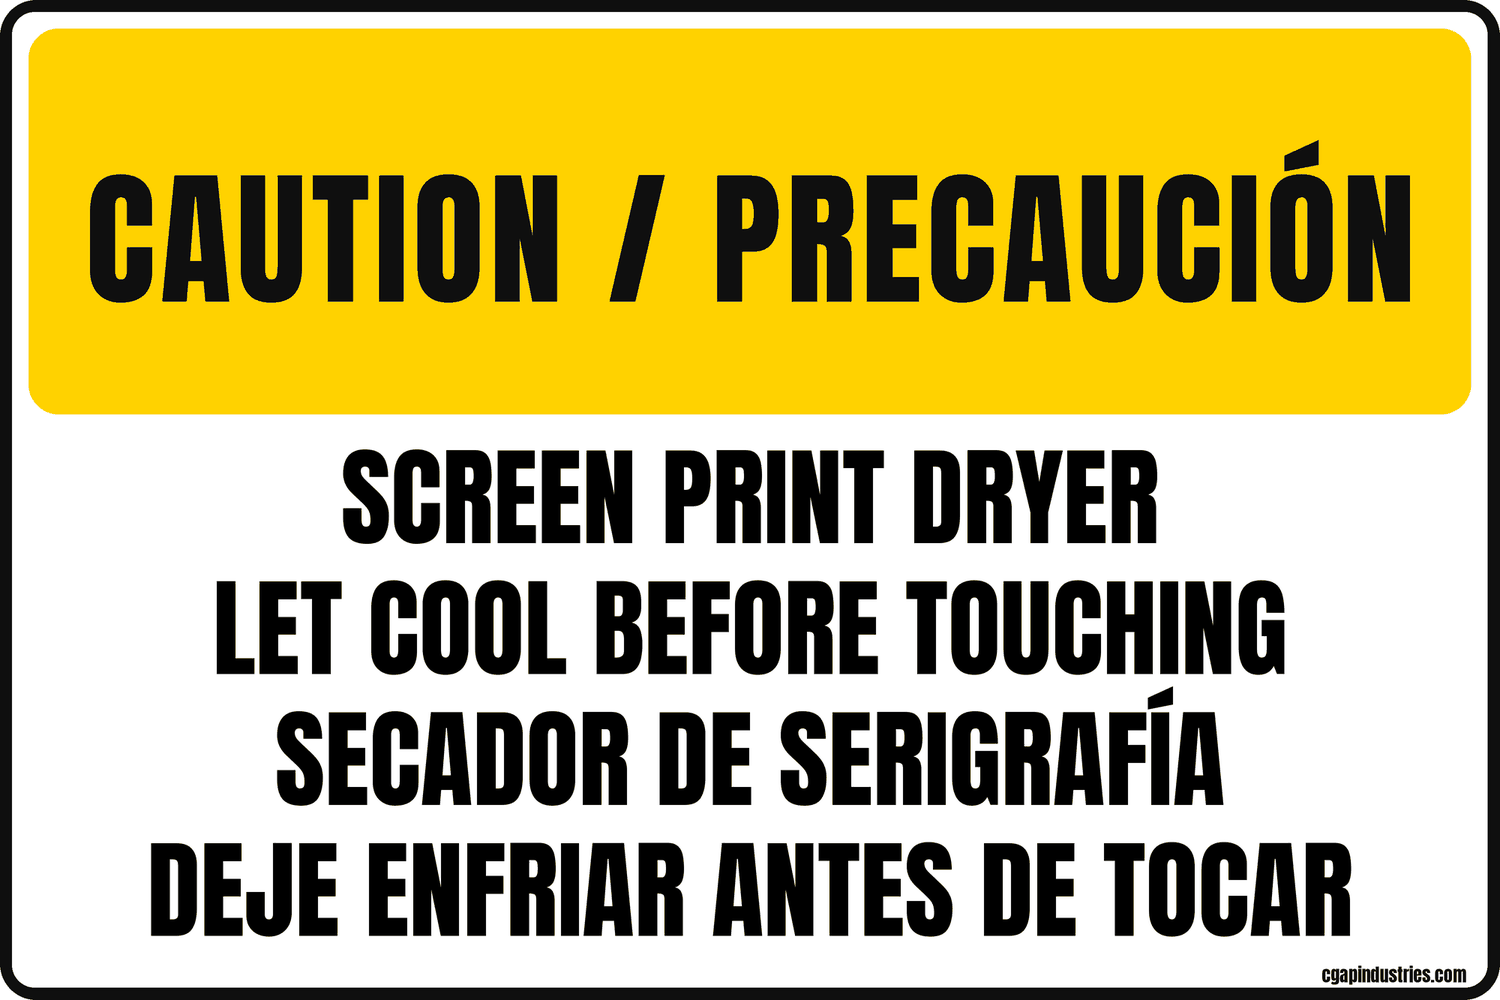 CAUTION / PRECAUCIÓN
SCREEN PRINT DRYER
LET COOL BEFORE TOUCHING
SECADOR DE SERIGRAFÍA
DEJE ENFRIAR ANTES DE TOCAR
cgapindustries.com